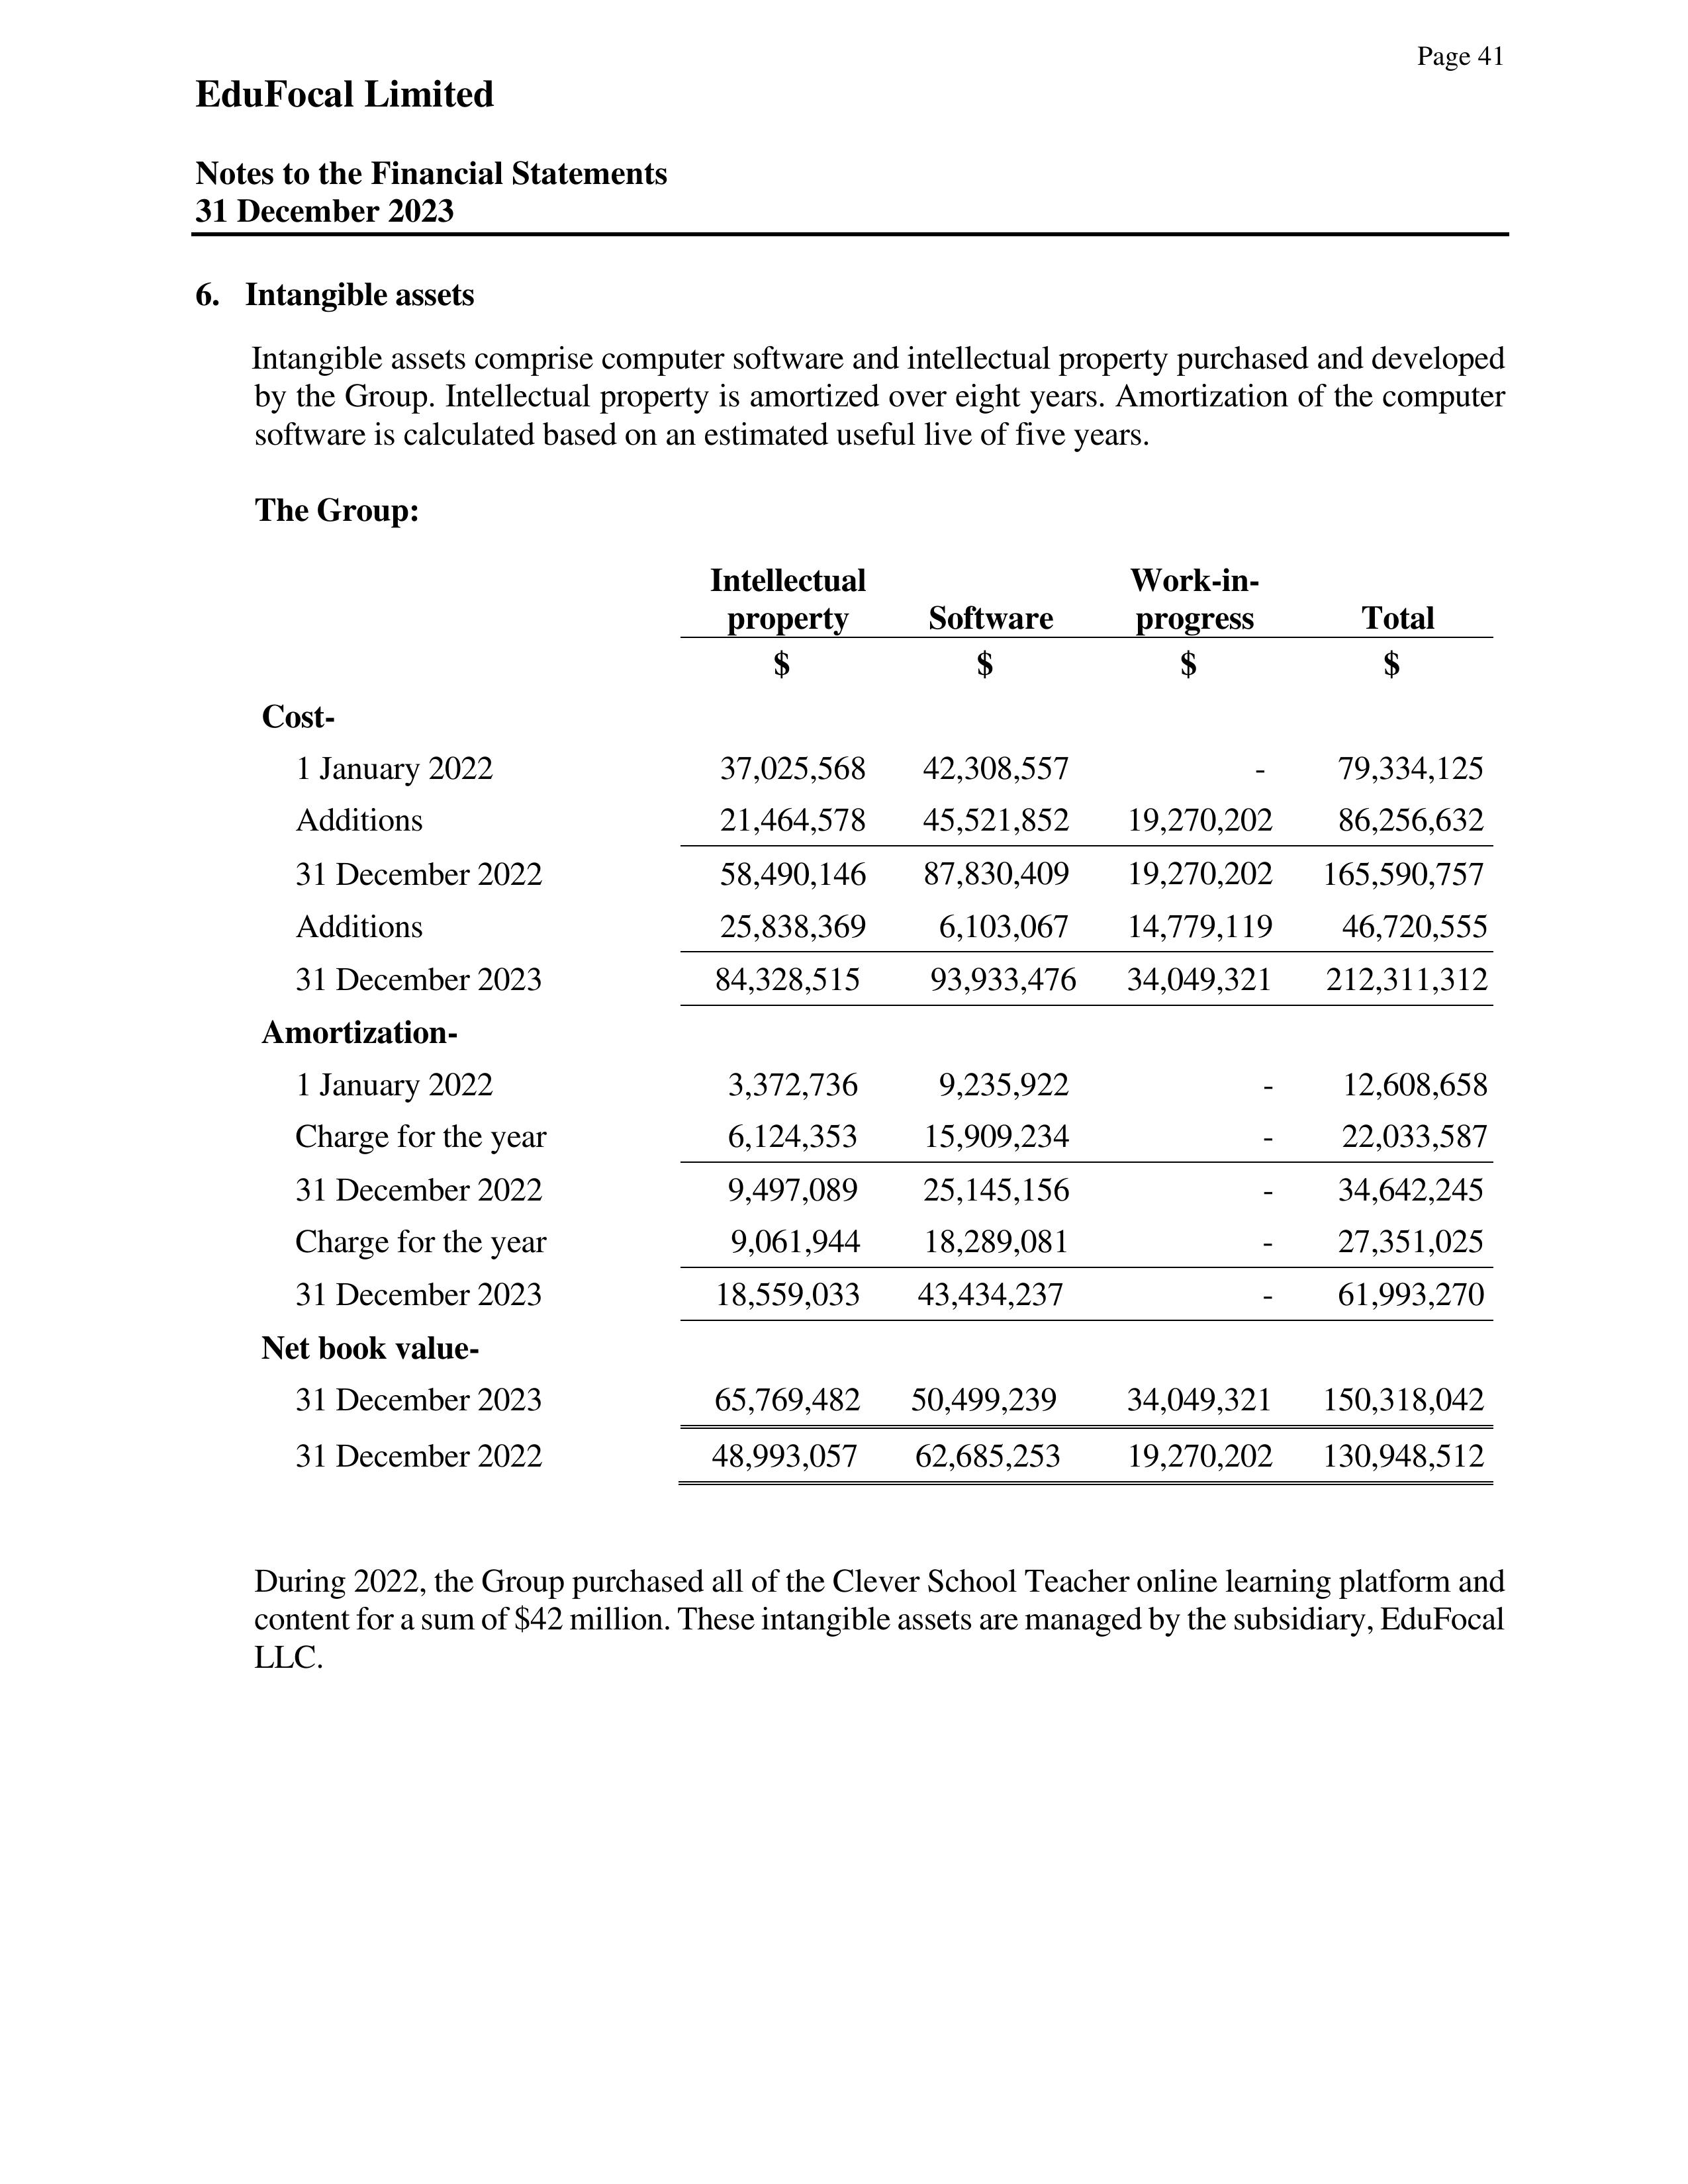 Page 41
EduFocal Limited
Notes to the Financial Statements
31 December 2023
6. Intangible assets
Intangible assets comprise computer software and intellectual property purchased and developed
by the Group. Intellectual property is amortized over eight years. Amortization of the computer
software is calculated based on an estimated useful live of five years.
The Group:
Intellectual Work-in-
property Software progress Total
$ $ $ $
Cost-
1 January 2022 37,025,568 42,308,557 - 79,334,125
Additions 21,464,578 45,521,852 19,270,202 86,256,632
31 December 2022 58,490,146 87,830,409 19,270,202 165,590,757
Additions 25,838,369 6,103,067 14,779,119 46,720,555
31 December 2023 84,328,515 93,933,476 34,049,321 212,311,312
Amortization-
1 January 2022 3,372,736 9,235,922 - 12,608,658
Charge for the year 6,124,353 15,909,234 - 22,033,587
31 December 2022 9,497,089 25,145,156 - 34,642,245
Charge for the year 9,061,944 18,289,081 - 27,351,025
31 December 2023 18,559,033 43,434,237 - 61,993,270
Net book value-
31 December 2023 65,769,482 50,499,239 34,049,321 150,318,042
31 December 2022 48,993,057 62,685,253 19,270,202 130,948,512
During 2022, the Group purchased all of the Clever School Teacher online learning platform and
content for a sum of $42 million. These intangible assets are managed by the subsidiary, EduFocal
LLC.